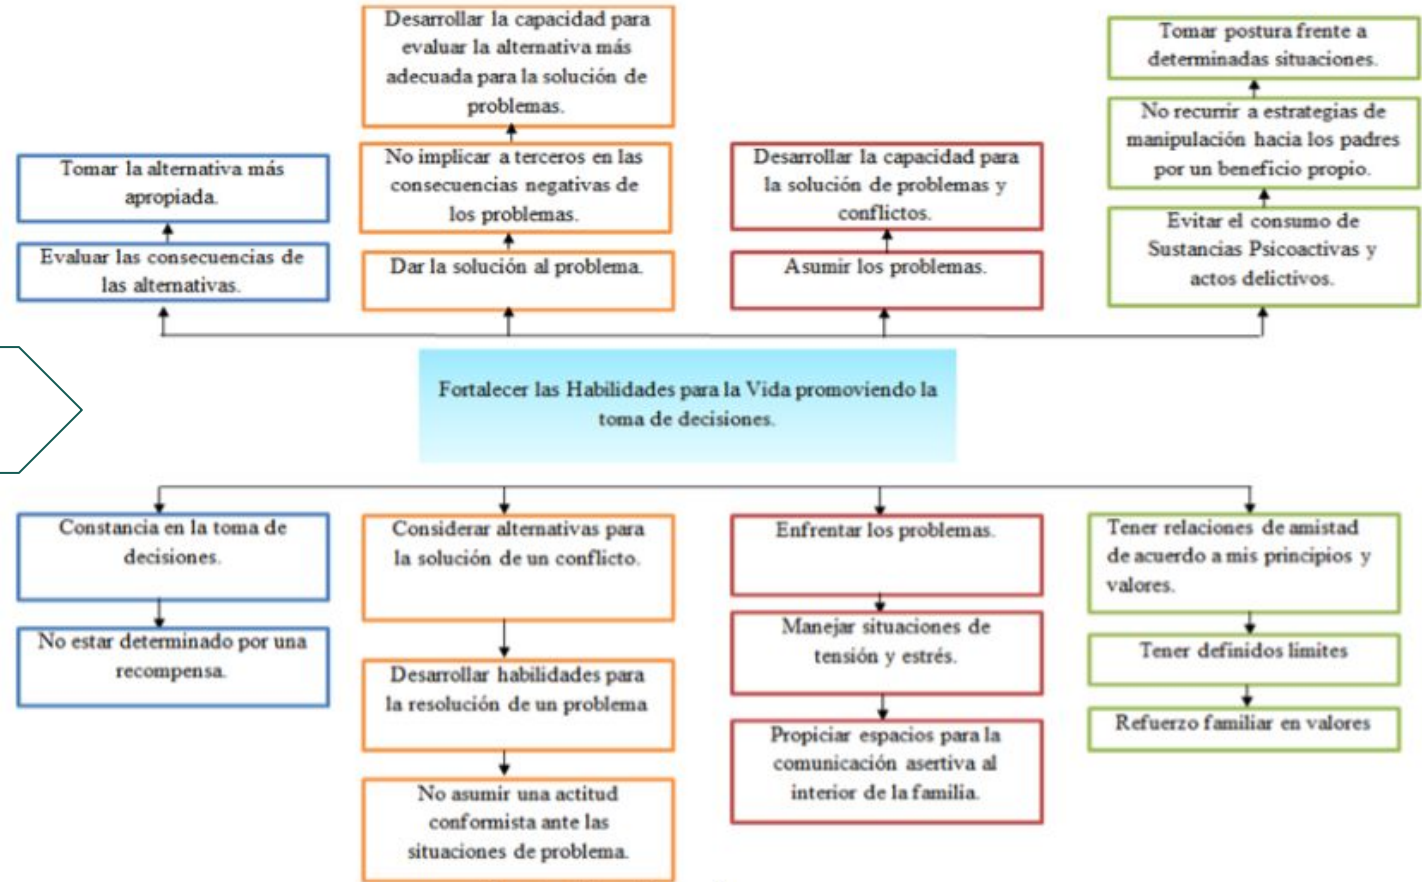 Desarrollar la capacidad para
evaluar la alternativa más
adecuada para la solución de
problemas.
Tomar postura frente a
determinadas situaciones.
No recurrir a estrategias de
manipulación hacia los padres
por un beneficio propio.
Tomar la alternativa más
apropiada.
No implicar a terceros en las
consecuencias negativas de
los problemas.
Desarrollar la capacidad para
la solución de problemas y
conflictos.
Evaluar las consecuencias de
las alternativas.
Dar la solución al problema.
Asumir los problemas.
Evitar el consumo de
Sustancias Psicoactivas y
actos delictivos.
Fortalecer las Habilidades para la Vida promoviendo la
toma de decisiones.
Constancia en la toma de
decisiones.
Considerar alternativas para
la solución de un conflicto.
Enfrentar los problemas.
Tener relaciones de amistad
de acuerdo a mis principios y
valores.
No estar determinado por una
recompensa.
Desarrollar habilidades para
la resolución de un problema
Manejar situaciones de
tensión y estrés.
Tener definidos limites
Refuerzo familiar en valores
No asumir una actitud
conformista ante las
situaciones de problema.
Propiciar espacios para la
comunicación asertiva al
interior de la familia.